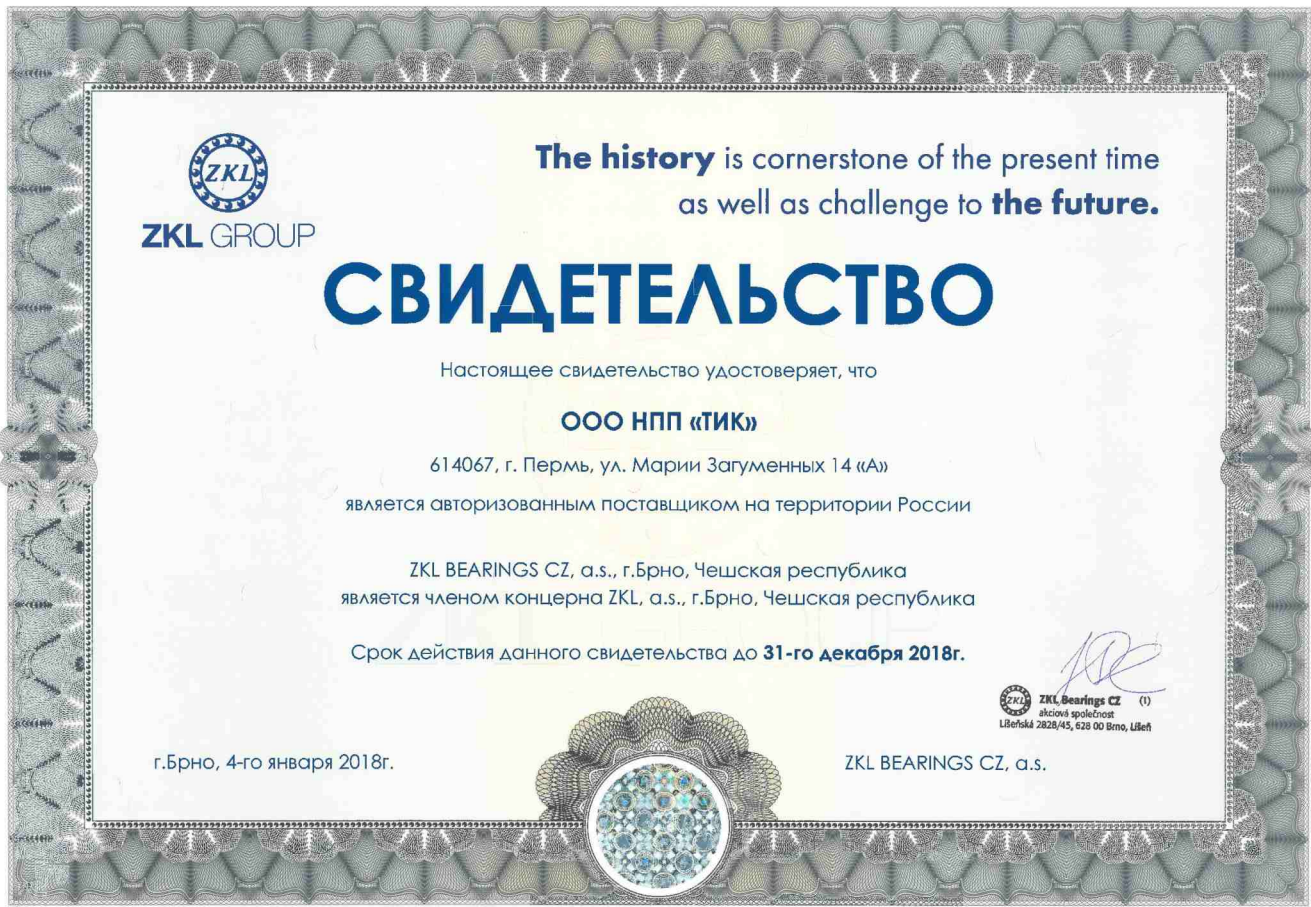 ZKL
ZKL GROUP
The history is cornerstone of the present time
as well as challenge to the future.
СВИДЕТЕЛЬСТВО
Настоящее свидетельство удостоверяет, что
ООО НПП «ТИК»
614067, г. Пермь, ул. Марии Загуменных 14 «А»
является авторизованным поставщиком на территории России
ZKL BEARINGS CZ, a.s., г.Брно, Чешская республика
является членом концерна ZKL, a.s., г.Брно, Чешская республика
ZKL GROUP
Срок действия данного свидетельства до 31-го декабря 2018г.
ZKL
ZKL Bearings CZ (1)
akciová společnost
Líšeňská 2828/45, 628 00 Brno, Líšeň
г.Брно, 4-го января 2018г.
ZKL BEARINGS CZ, a.s.